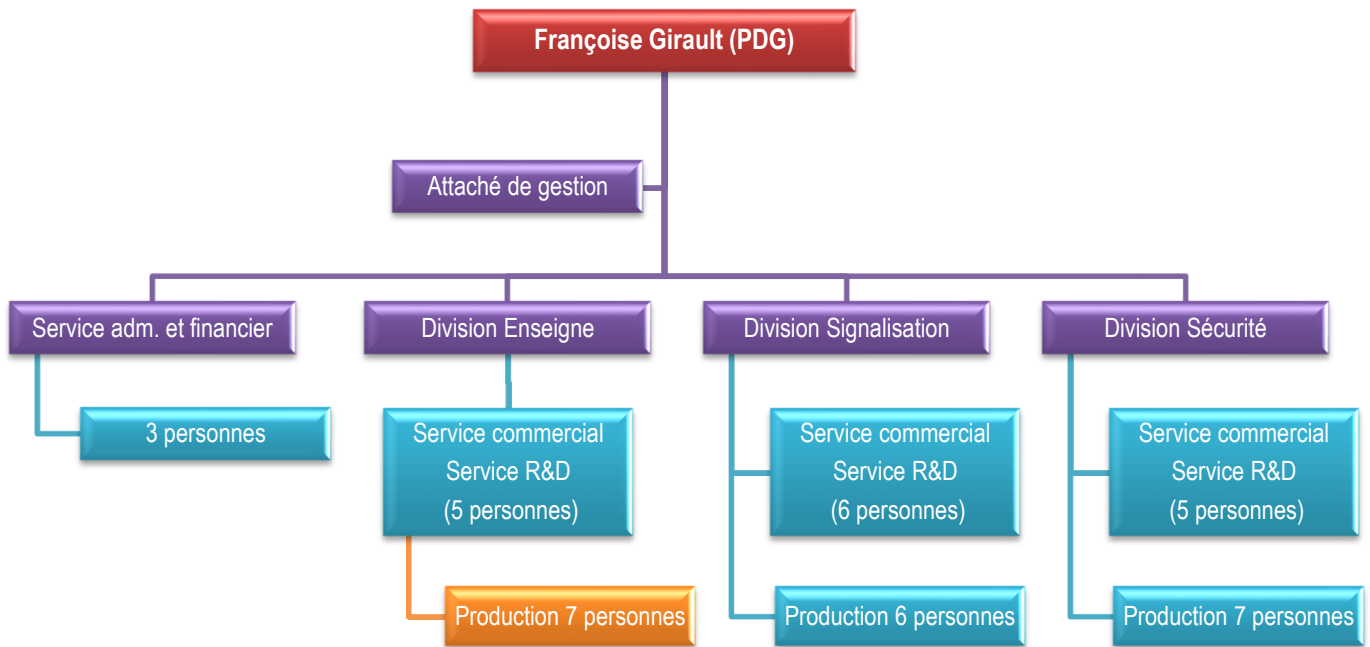 Françoise Girault (PDG)
Attaché de gestion
Service adm. et financier
Division Enseigne
Division Signalisation
Division Sécurité
3 personnes
Service commercial
Service R&D
(5 personnes)
Service commercial
Service R&D
(6 personnes)
Service commercial
Service R&D
(5 personnes)
Production 7 personnes
Production 6 personnes
Production 7 personnes